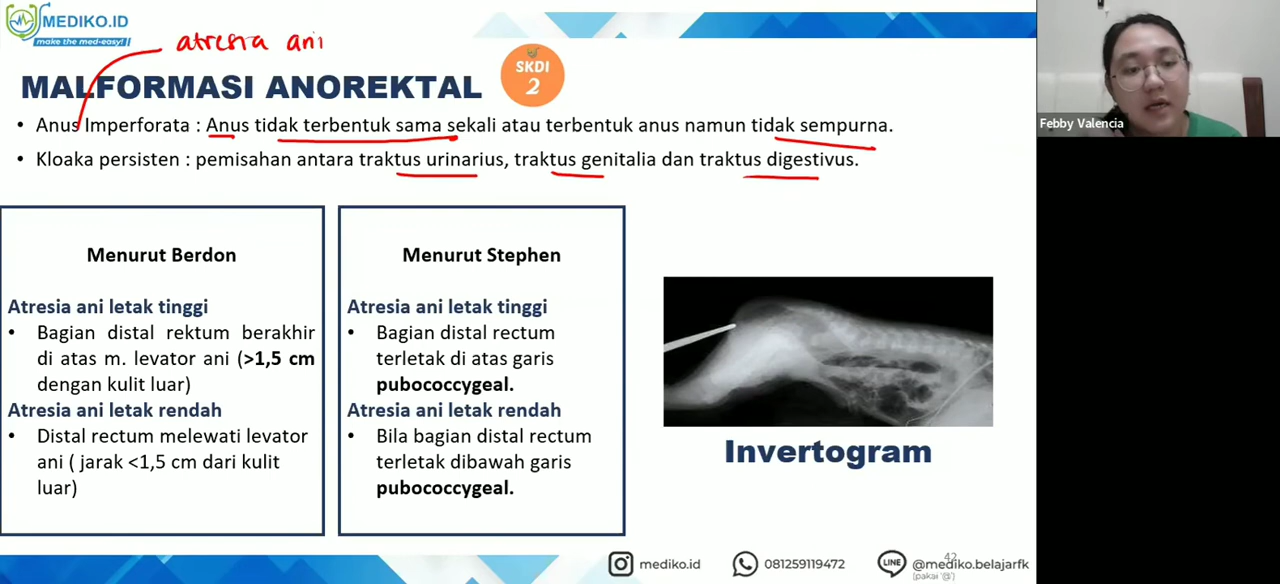 MEDIKO.ID
make the med-easy!
atresia ani
MALFORMASI ANOREKTAL
SKDI
2
• Anus Imperforata : Anus tidak terbentuk sama sekali atau terbentuk anus namun tidak sempurna.
• Kloaka persisten : pemisahan antara traktus urinarius, traktus genitalia dan traktus digestivus.
Menurut Berdon
Atresia ani letak tinggi
• Bagian distal rektum berakhir
di atas m. levator ani (>1,5 cm
dengan kulit luar)
Atresia ani letak rendah
• Distal rectum melewati levator
ani ( jarak <1,5 cm dari kulit
luar)
Menurut Stephen
Atresia ani letak tinggi
• Bagian distal rectum
terletak di atas garis
pubococcygeal.
Atresia ani letak rendah
• Bila bagian distal rectum
terletak dibawah garis
pubococcygeal.
Invertogram
mediko.id
081259119472
LINE
@mediko.belajarfk
(pakai '@')
42
Febby Valencia